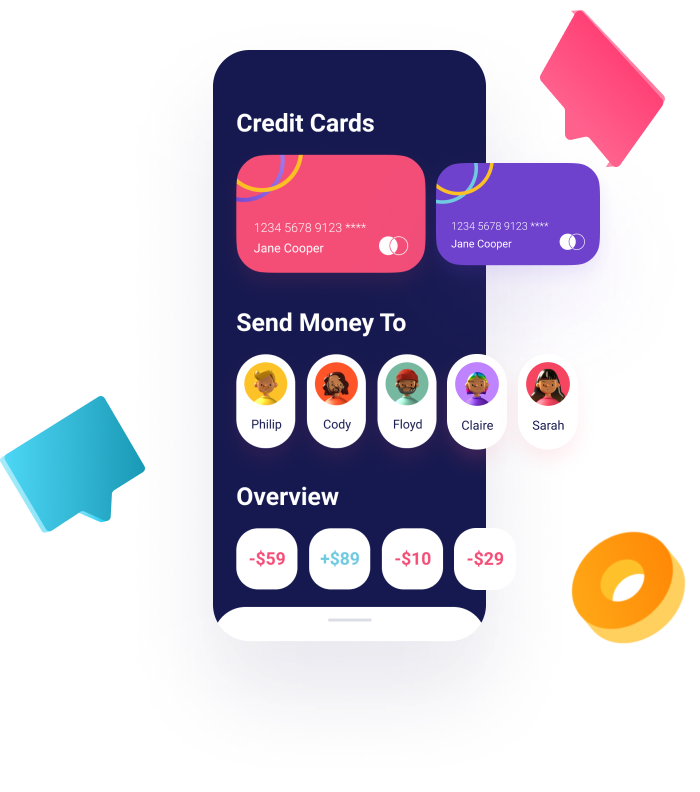 Credit Cards
1234 5678 9123 ****
Jane Cooper
1234 5678 9123 ****
Jane Cooper
Send Money To
Philip Cody Floyd Claire Sarah
Overview
-$59 +$89 -$10 -$29